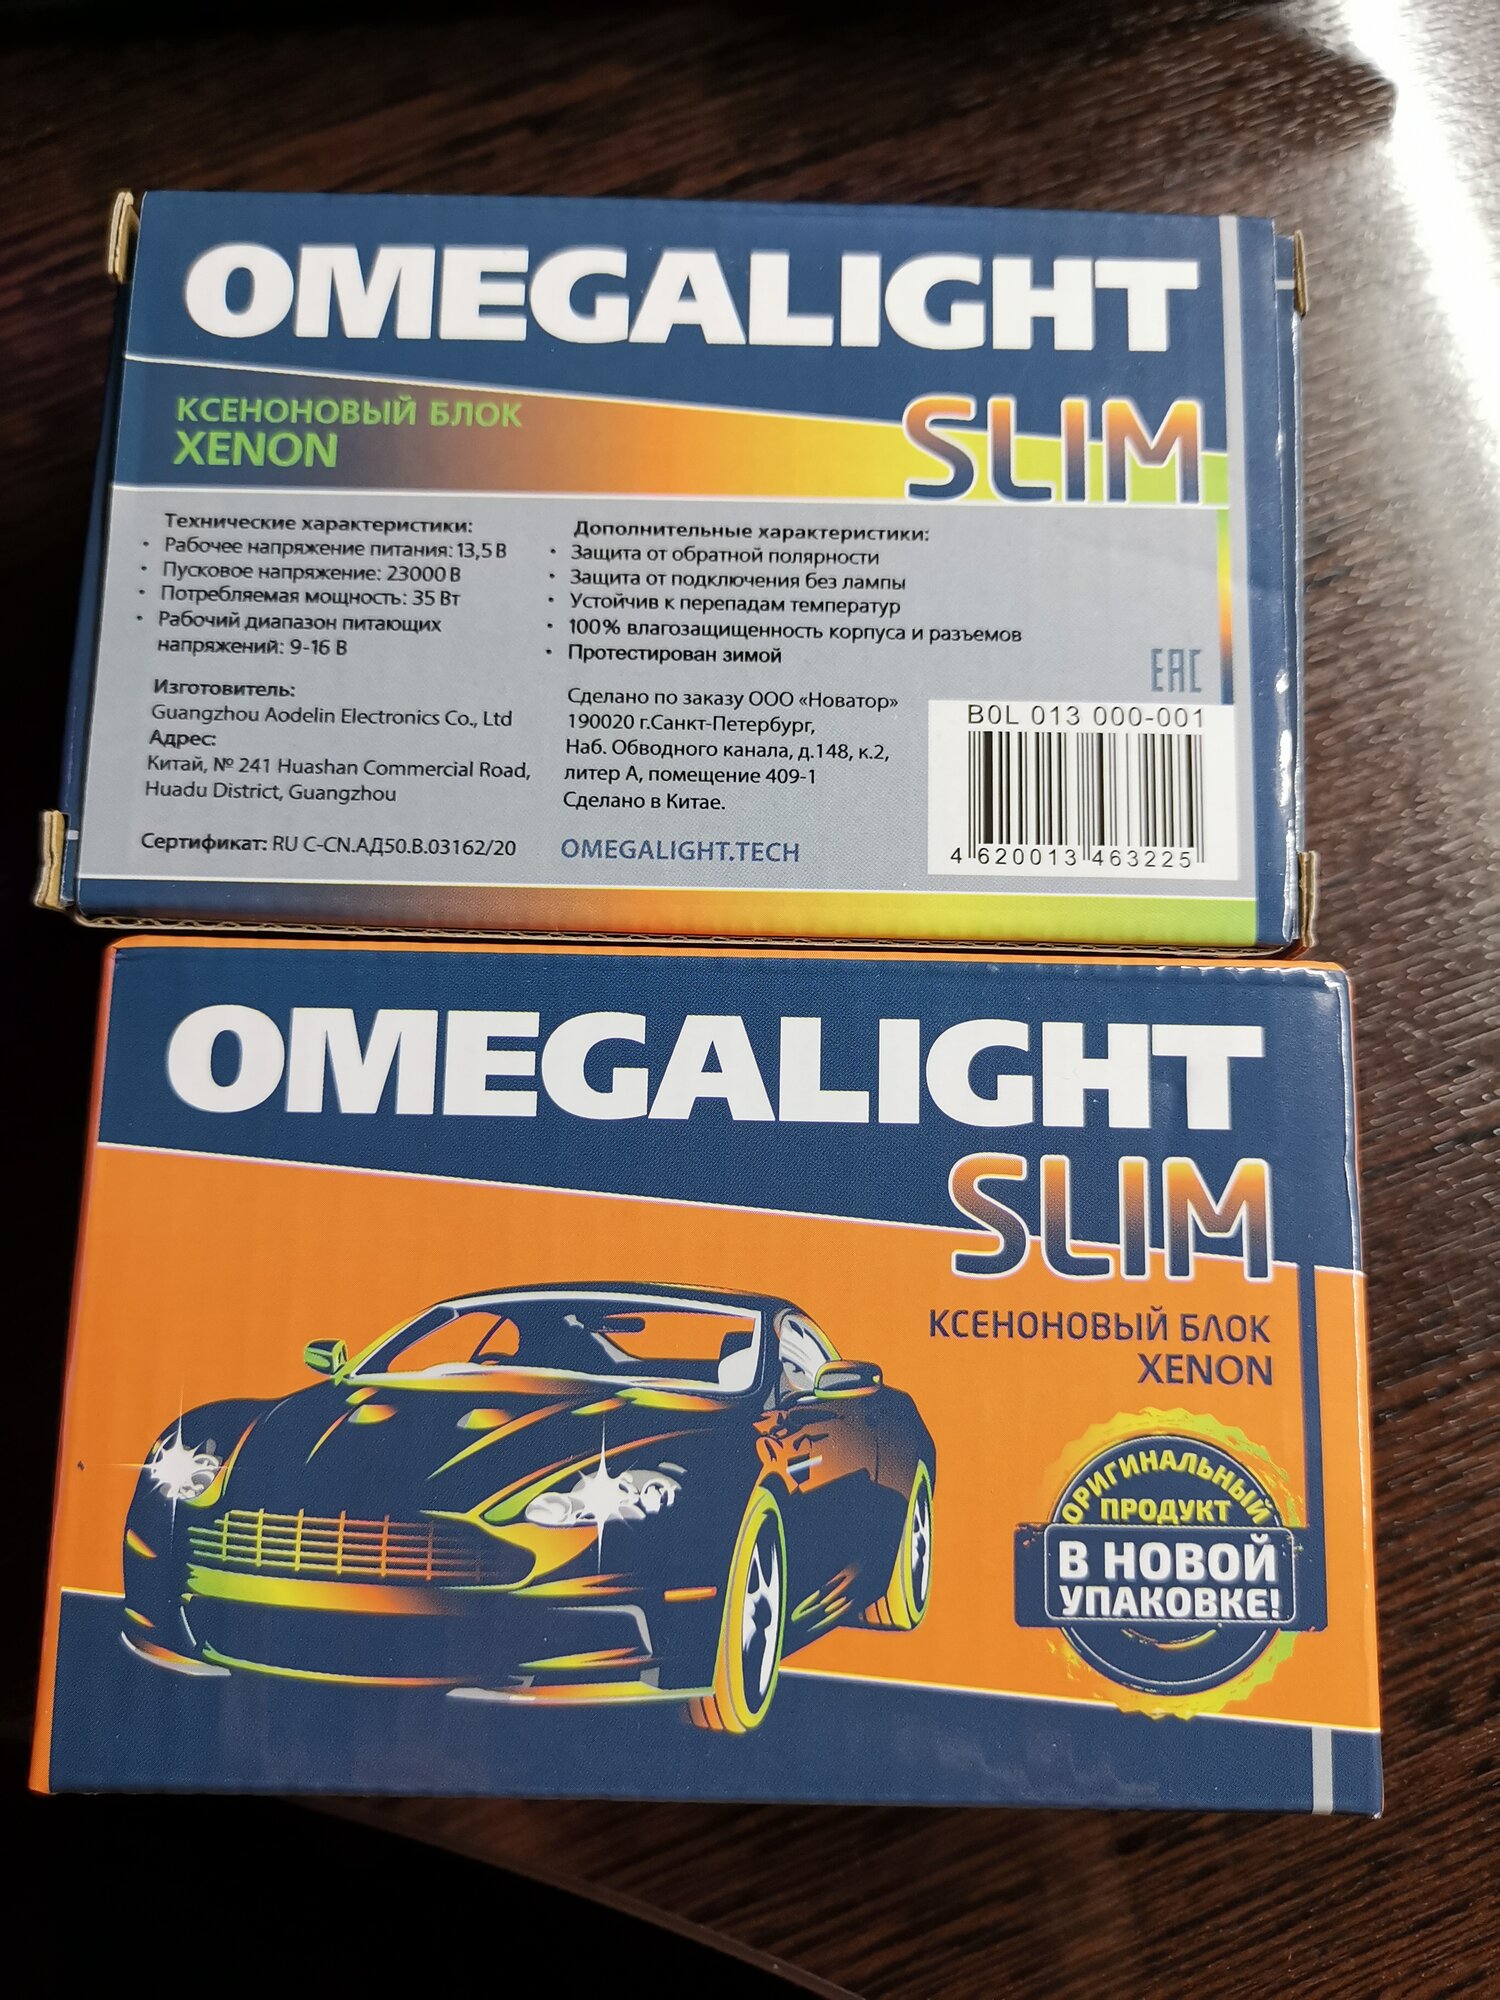 OMEGALIGHT
SLIM
КСЕНОНОВЫЙ БЛОК
XENON
Технические характеристики:
• Рабочее напряжение питания: 13,5 В
• Пусковое напряжение: 23000 В
• Потребляемая мощность: 35 Вт
• Рабочий диапазон питающих
напряжений: 9-16 В
Изготовитель:
Guangzhou Aodelin Electronics Co., Ltd
Адрес:
Китай, № 241 Huashan Commercial Road,
Huadu District, Guangzhou
Сертификат: RU C-CN.АД50.В.03162/20
Дополнительные характеристики:
• Защита от обратной полярности
• Защита от подключения без лампы
• Устойчив к перепадам температур
• 100% влагозащищенность корпуса и разъемов
• Протестирован зимой
Сделано по заказу ООО «Новатор»
190020 г.Санкт-Петербург,
Наб. Обводного канала, д.148, к.2,
литер А, помещение 409-1
Сделано в Китае.
OMEGALIGHT.TECH
EAC
B0L 013 000-001
4 620013 463225
OMEGALIGHT
SLIM
КСЕНОНОВЫЙ БЛОК
XENON
ОРИГИНАЛЬНЫЙ
ПРОДУКТ
В НОВОЙ
УПАКОВКЕ!